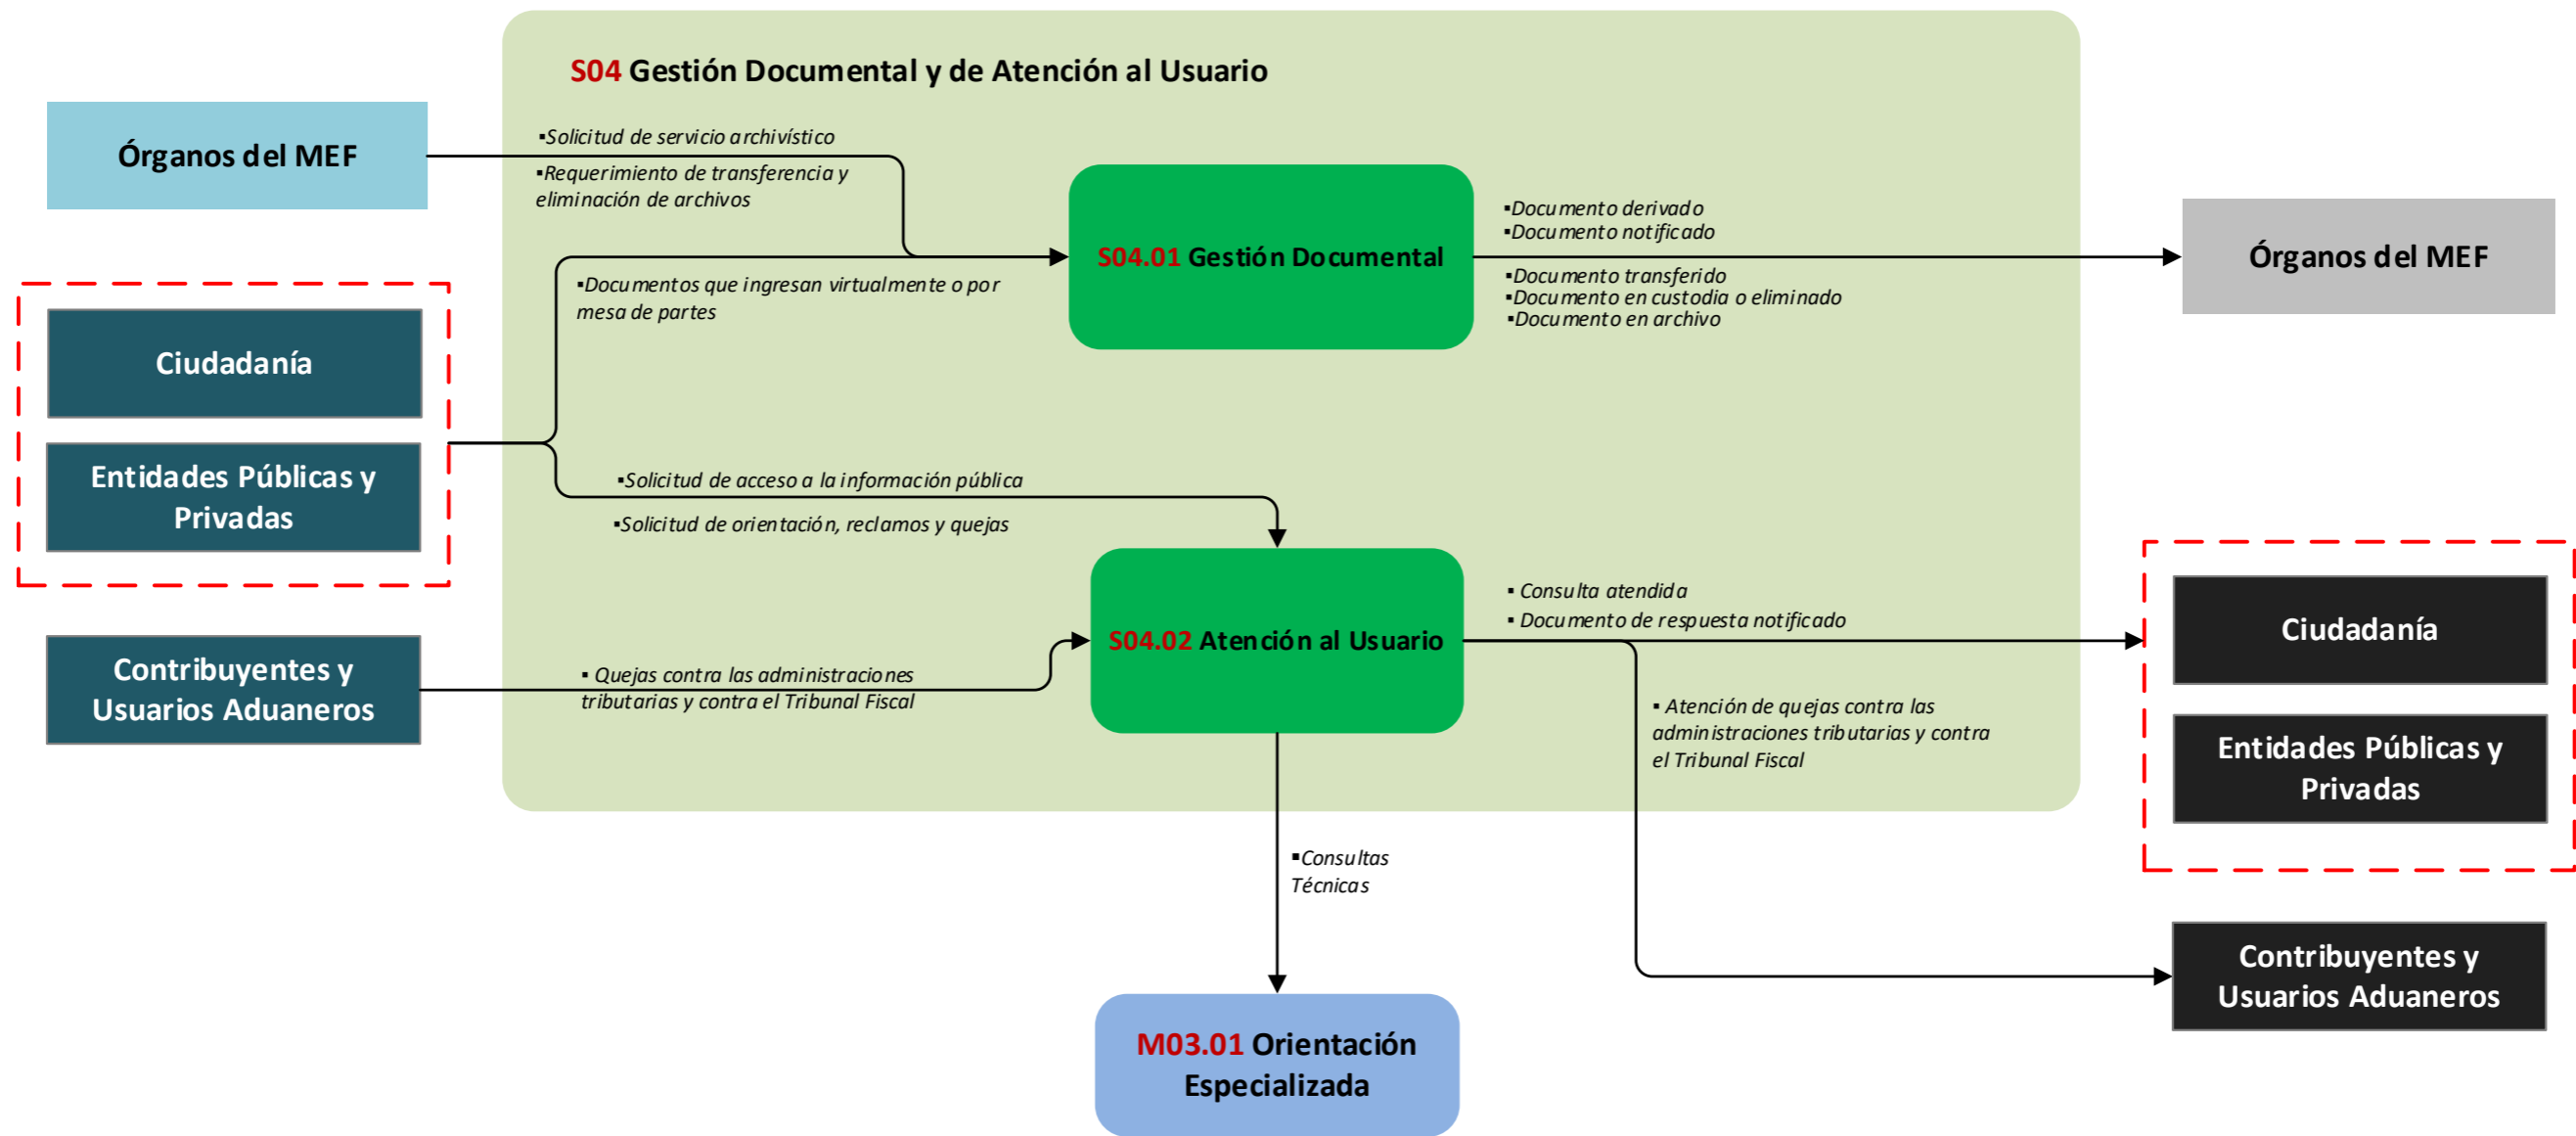 S04 Gestión Documental y de Atención al Usuario
Órganos del MEF
▪Solicitud de servicio archivístico
▪Requerimiento de transferencia y
eliminación de archivos
S04.01 Gestión Documental
▪Documento derivado
▪Documento notificado
▪Documento transferido
▪Documento en custodia o eliminado
▪Documento en archivo
Órganos del MEF
▪Documentos que ingresan virtualmente o por
mesa de partes
Ciudadanía
Entidades Públicas y
Privadas
▪Solicitud de acceso a la información pública
▪Solicitud de orientación, reclamos y quejas
Contribuyentes y
Usuarios Aduaneros
▪ Quejas contra las administraciones
tributarias y contra el Tribunal Fiscal
S04.02 Atención al Usuario
▪ Consulta atendida
▪ Documento de respuesta notificado
▪ Atención de quejas contra las
administraciones tributarias y contra
el Tribunal Fiscal
Ciudadanía
Entidades Públicas y
Privadas
▪Consultas
Técnicas
Contribuyentes y
Usuarios Aduaneros
M03.01 Orientación
Especializada